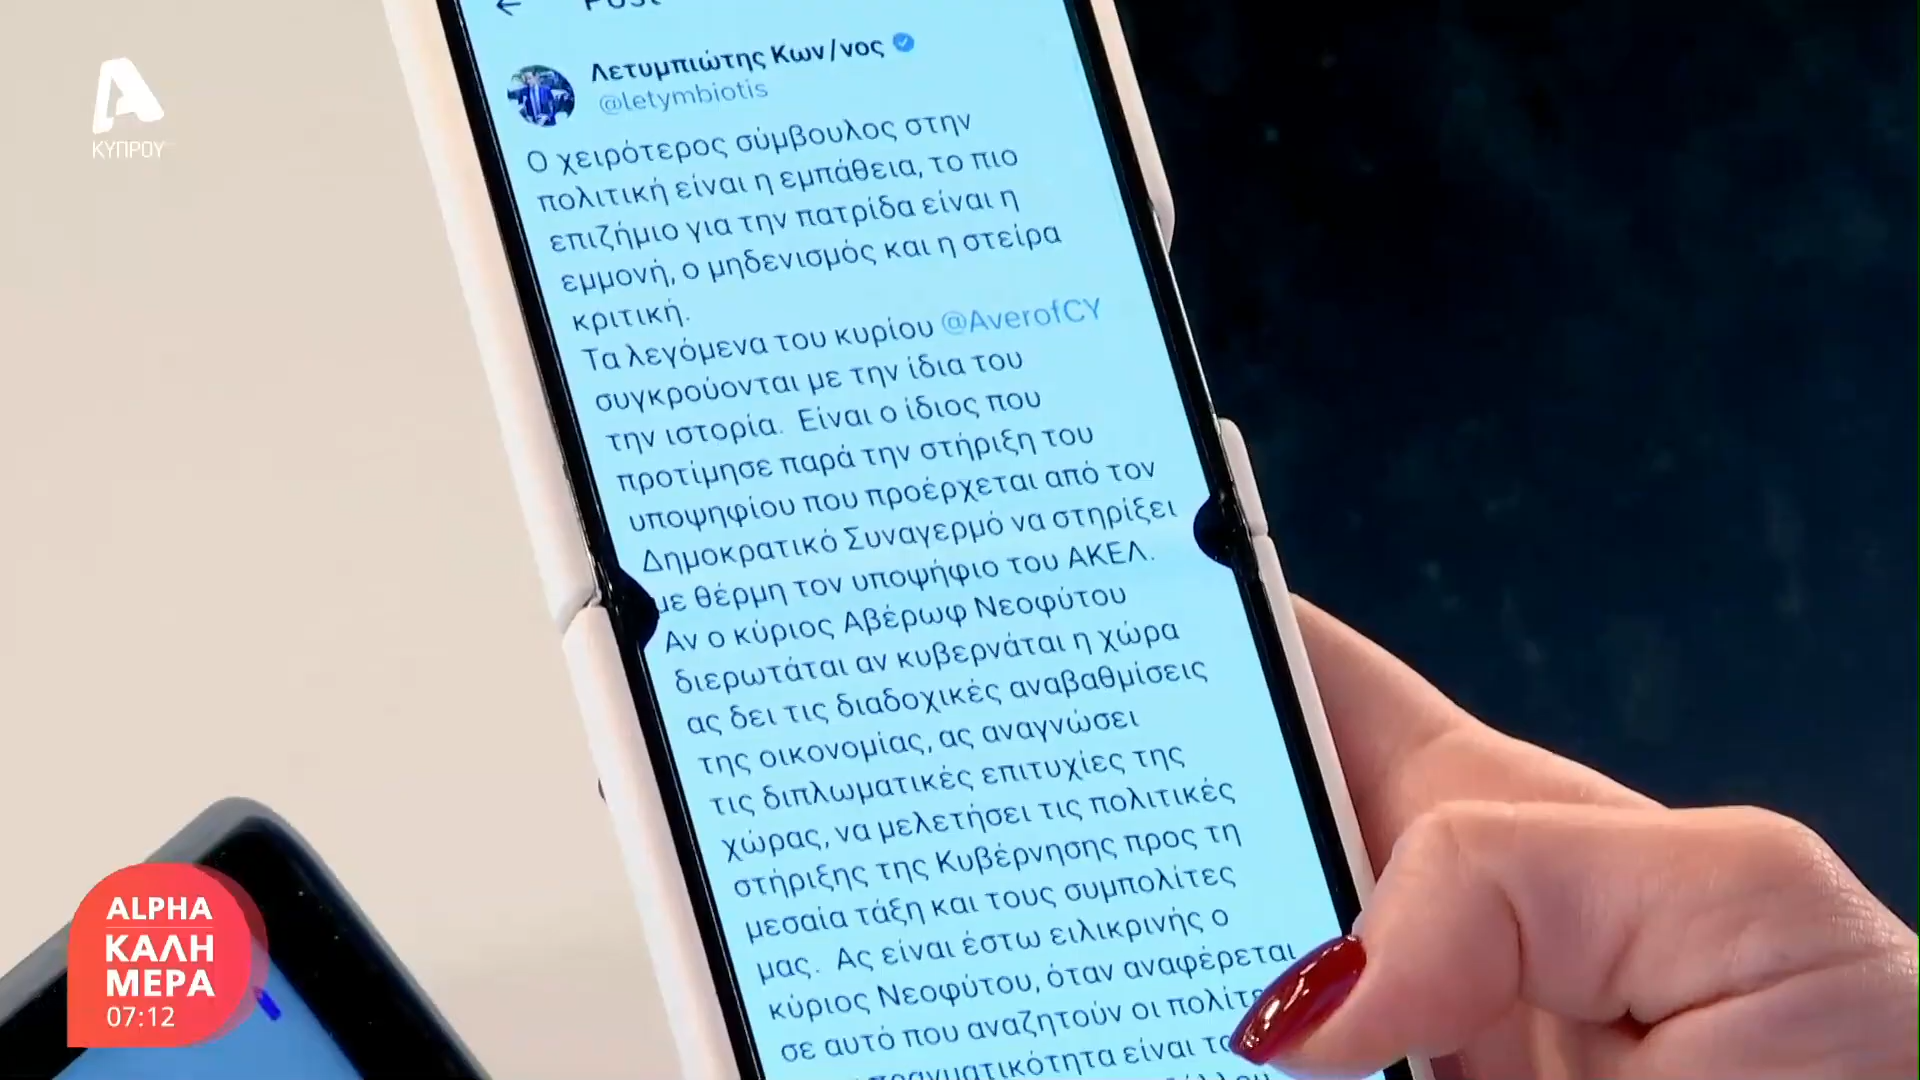 Λετυμπιώτης Κων/νος
@letymbiotis
Ο χειρότερος σύμβουλος στην
πολιτική είναι η εμπάθεια, το πιο
επιζήμιο για την πατρίδα είναι η
εμμονή, ο μηδενισμός και η στείρα
κριτική.
Τα λεγόμενα του κυρίου @AverofCY
συγκρούονται με την ίδια του
την ιστορία. Είναι ο ίδιος που
προτίμησε παρά την στήριξη του
υποψηφίου που προέρχεται από τον
Δημοκρατικό Συναγερμό να στηρίξει
με θέρμη τον υποψήφιο του ΑΚΕΛ.
Αν ο κύριος Αβέρωφ Νεοφύτου
διερωτάται αν κυβερνάται η χώρα
ας δει τις διαδοχικές αναβαθμίσεις
της οικονομίας, ας αναγνώσει
τις διπλωματικές επιτυχίες της
χώρας, να μελετήσει τις πολιτικές
στήριξης της Κυβέρνησης προς τη
μεσαία τάξη και τους συμπολίτες
μας. Ας είναι έστω ειλικρινής ο
κύριος Νεοφύτου, όταν αναφέρεται
σε αυτό που αναζητούν οι
είναι
ΚΥΠΡΟΥ
ALPHA
ΚΑΛΗ
ΜΕΡΑ
07:12